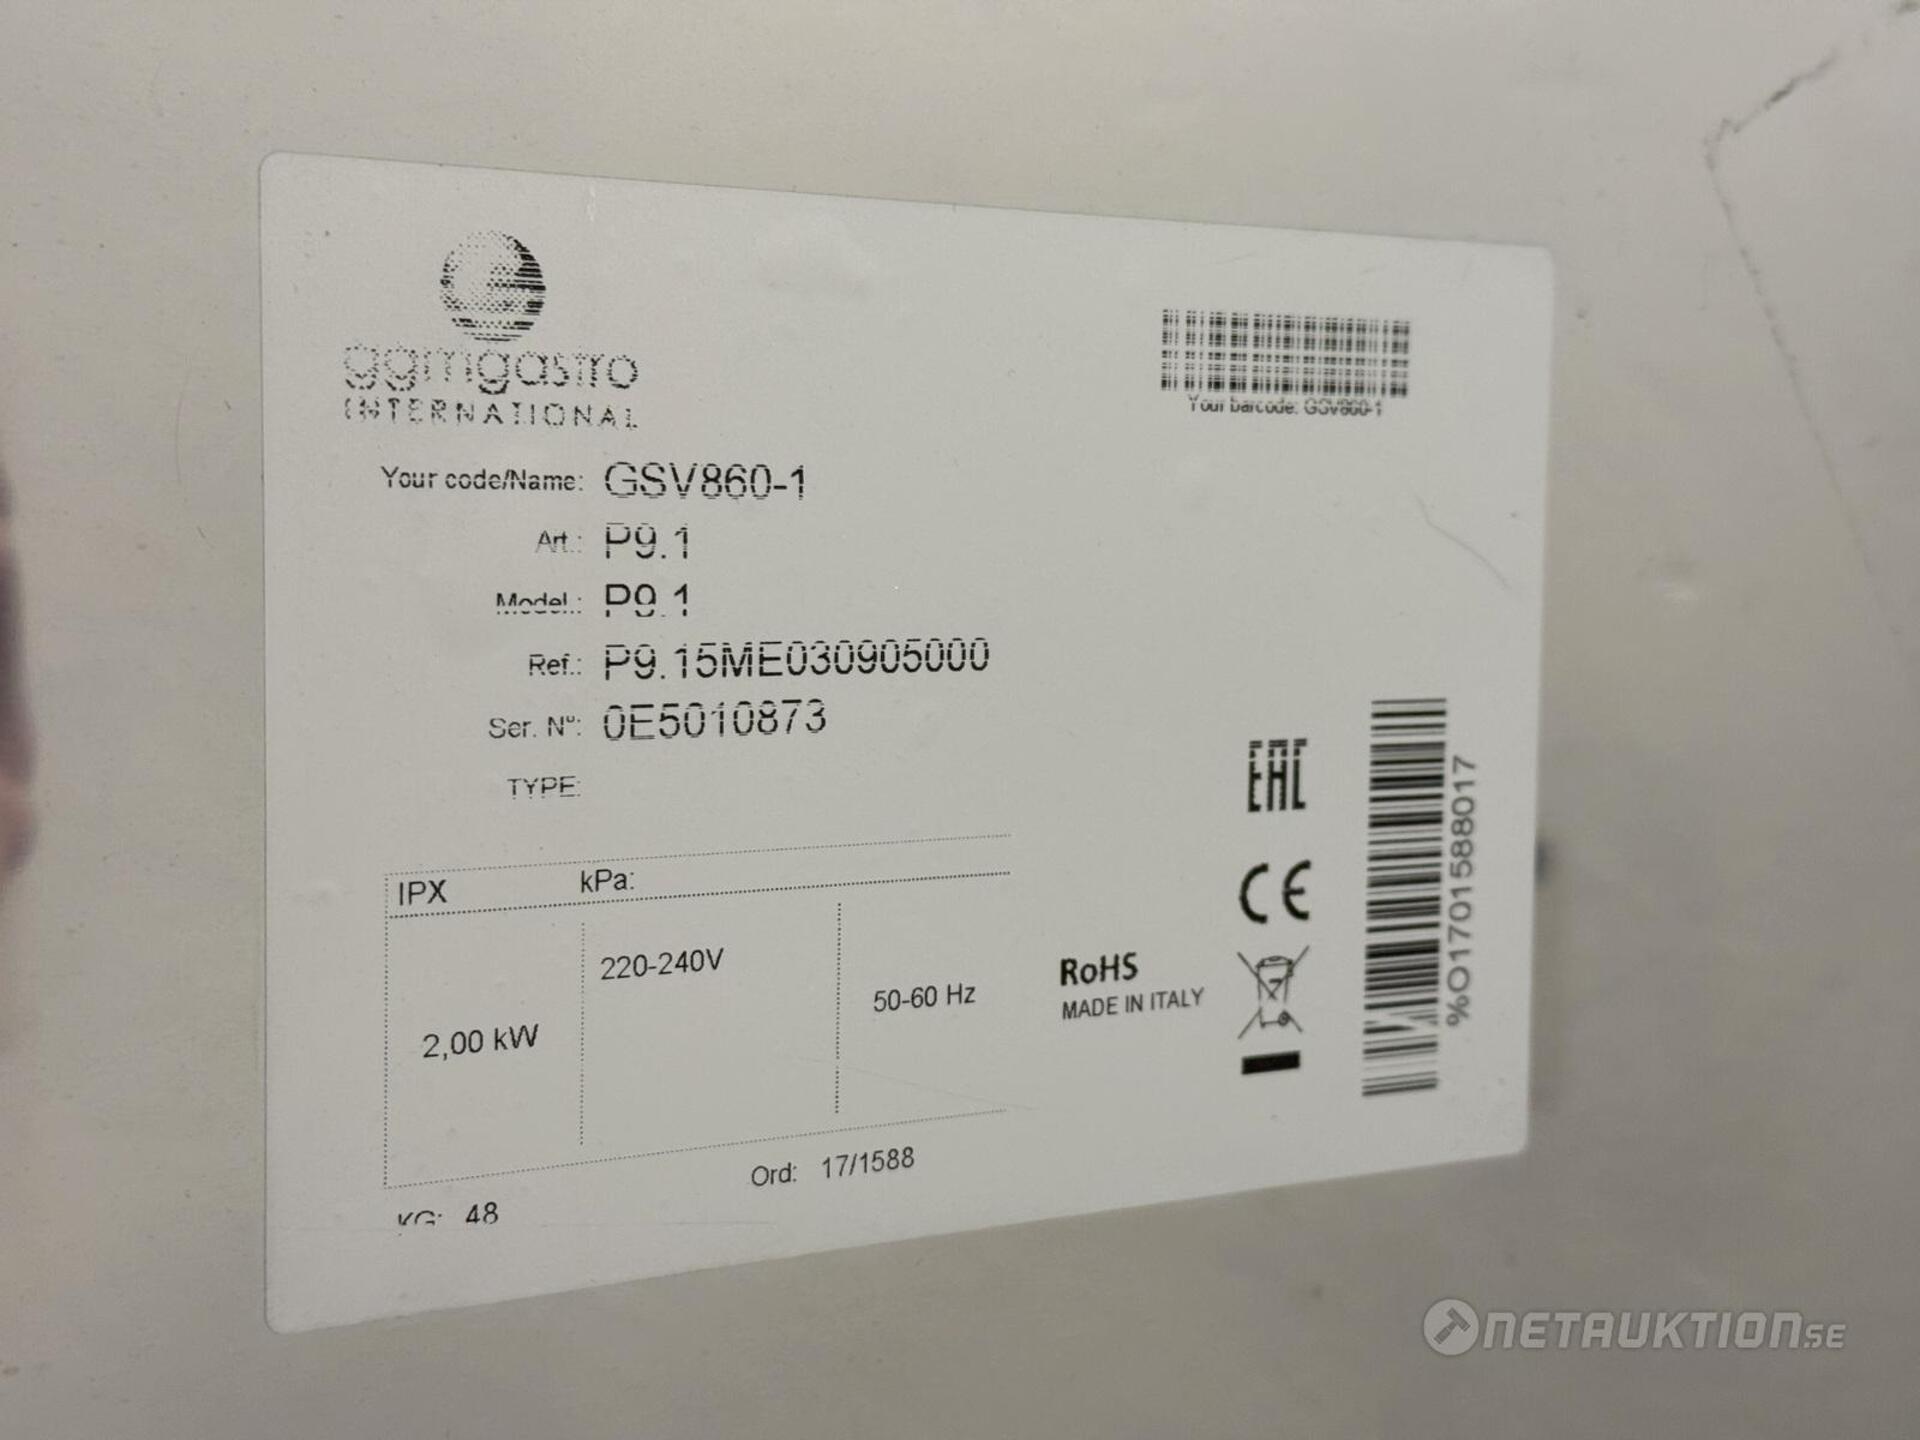 ggmgastro
INTERNATIONAL
Your barcode: GSV860-1
Your code/Name: GSV860-1
Art.: P9.1
Model.: P9.1
Ref.: P9.15ME030905000
Ser. Nº: 0E5010873
TYPE:
IPX kPa:
2,00 kW 220-240V 50-60 Hz
KG: 48 Ord: 17/1588
RoHS
MADE IN ITALY
EAC
CE
%O1701588017
NETAUKTION.SE